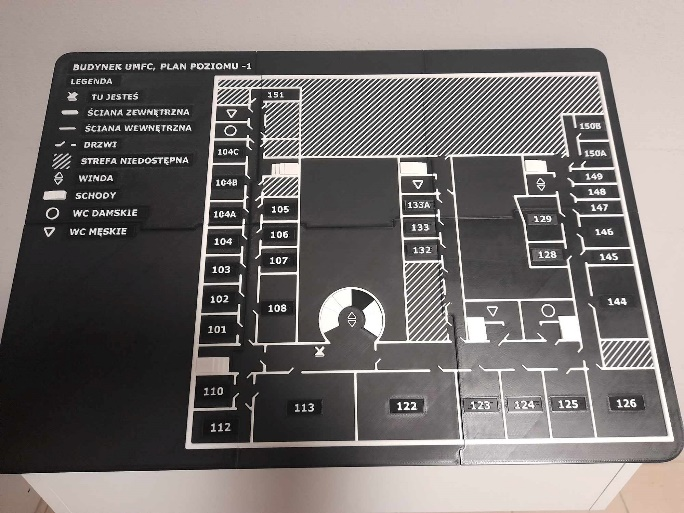 BUDYNEK UMFC, PLAN POZIOMU -1
LEGENDA
TU JESTEŚ
ŚCIANA ZEWNĘTRZNA
ŚCIANA WEWNĘTRZNA
DRZWI
STREFA NIEDOSTĘPNA
WINDA
SCHODY
WC DAMSKIE
WC MĘSKIE
151
150B
104C
150A
104B
149
148
105
133A
147
104A
129
106
133
146
104
107
132
128
145
103
102
108
144
101
110
113
122
123
124
125
126
112